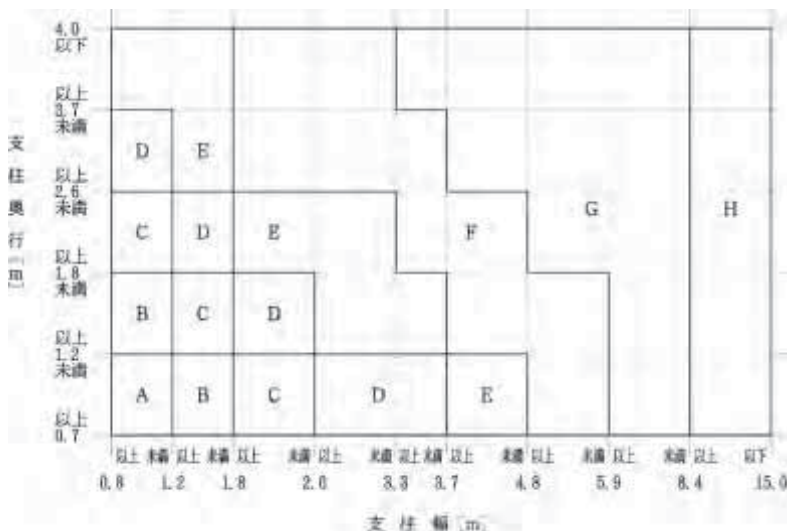 4.0
以下
以上
3.7
未満
D E
以上
2.6
未満
G H
C D E F
以上
1.8
未満
B C D
以上
1.2
未満
A B C D E
以上
0.7
支柱奥行〔m〕
以上 未満 以上 未満 以上 未満 以上 未満 以上 未満 以上 未満 以上 未満 以上 未満 以上 以下
0.8 1.2 1.8 2.0 3.3 3.7 4.8 5.9 8.4 15.0
支柱幅〔m〕